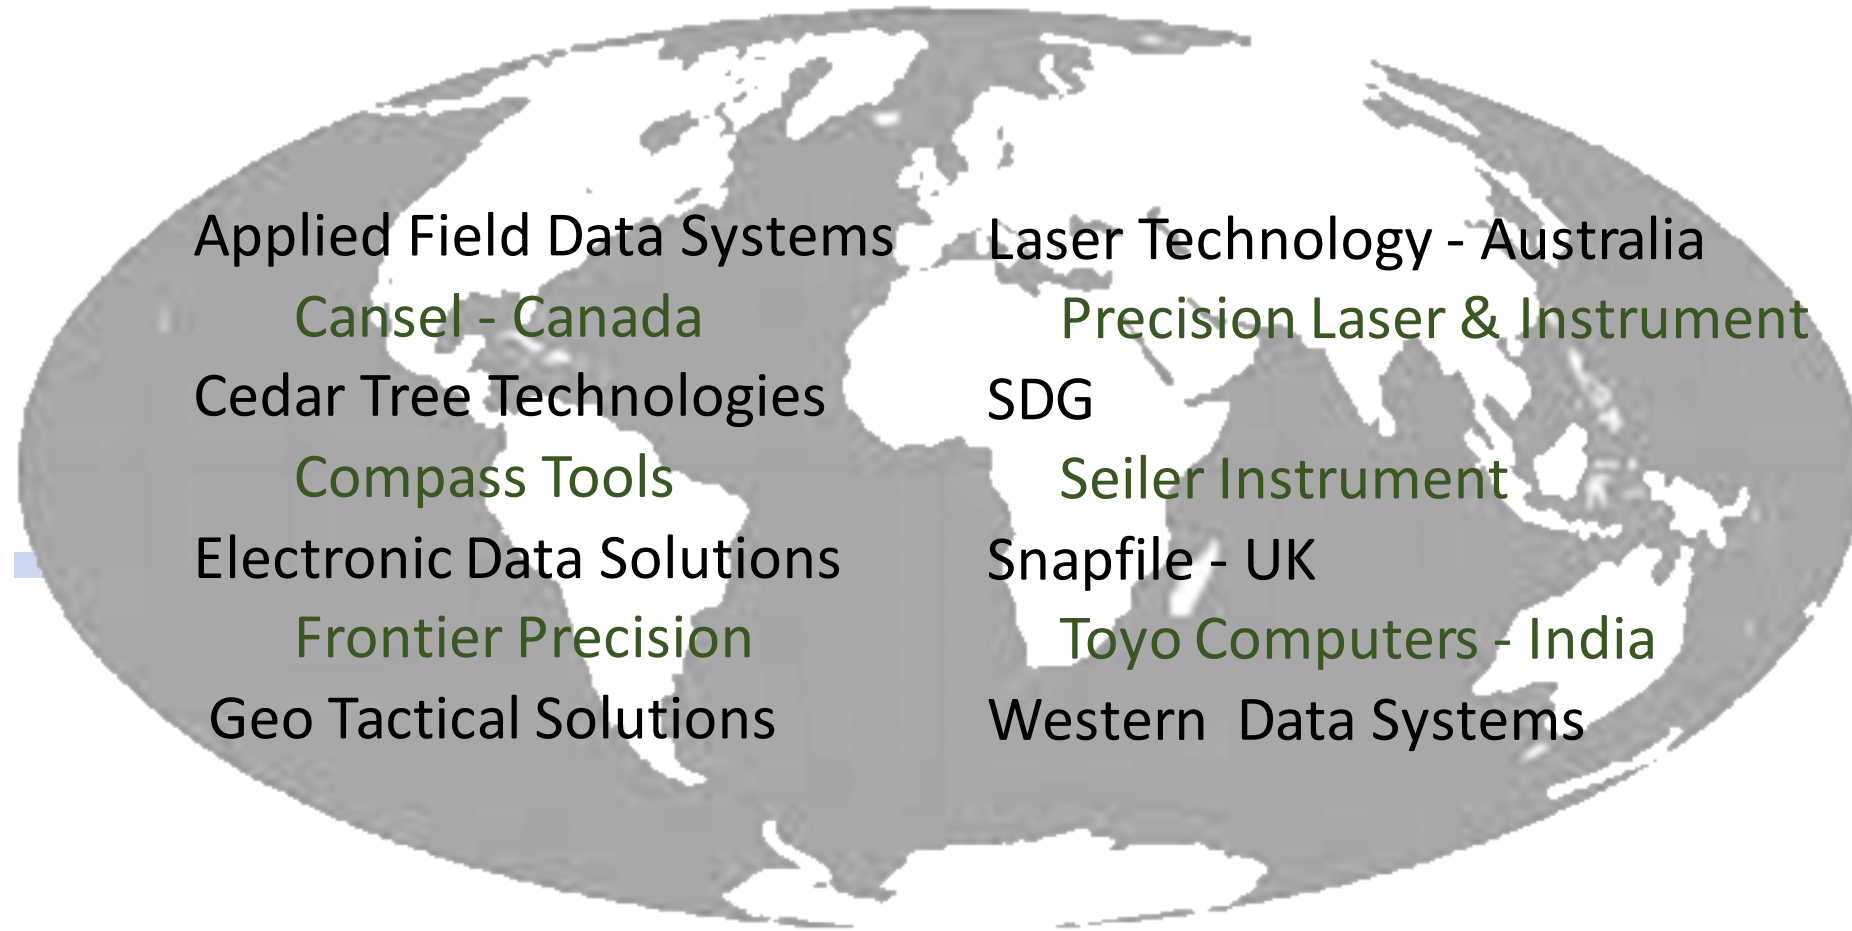 Applied Field Data Systems
Cansel - Canada
Cedar Tree Technologies
Compass Tools
Electronic Data Solutions
Frontier Precision
Geo Tactical Solutions
Laser Technology - Australia
Precision Laser & Instrument
SDG
Seiler Instrument
Snapfile - UK
Toyo Computers - India
Western  Data Systems